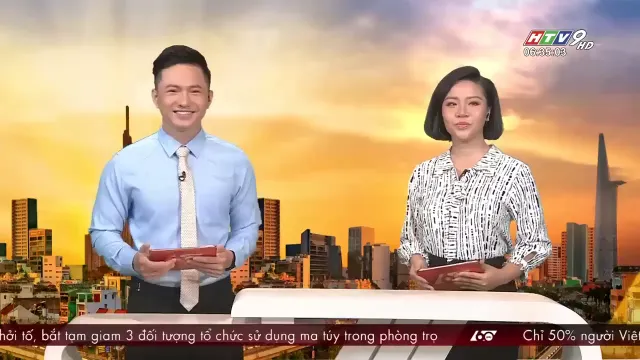 HTV9 HD
06:35:03
hởi tố, bắt tạm giam 3 đối tượng tổ chức sử dụng ma túy trong phòng trọ
Chỉ 50% người Việt